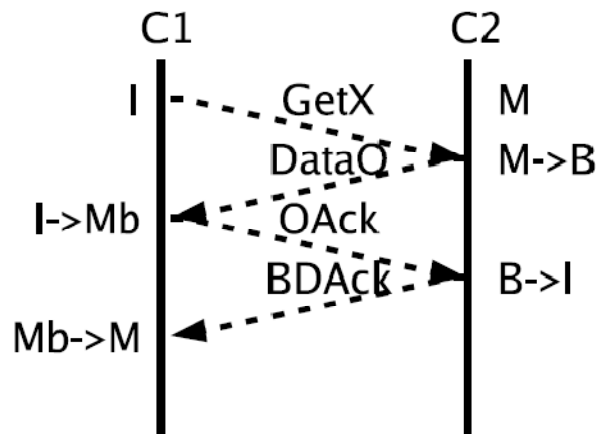 C1 C2
I GetX M
DataO M->B
I->Mb OAck
BDAck B->I
Mb->M